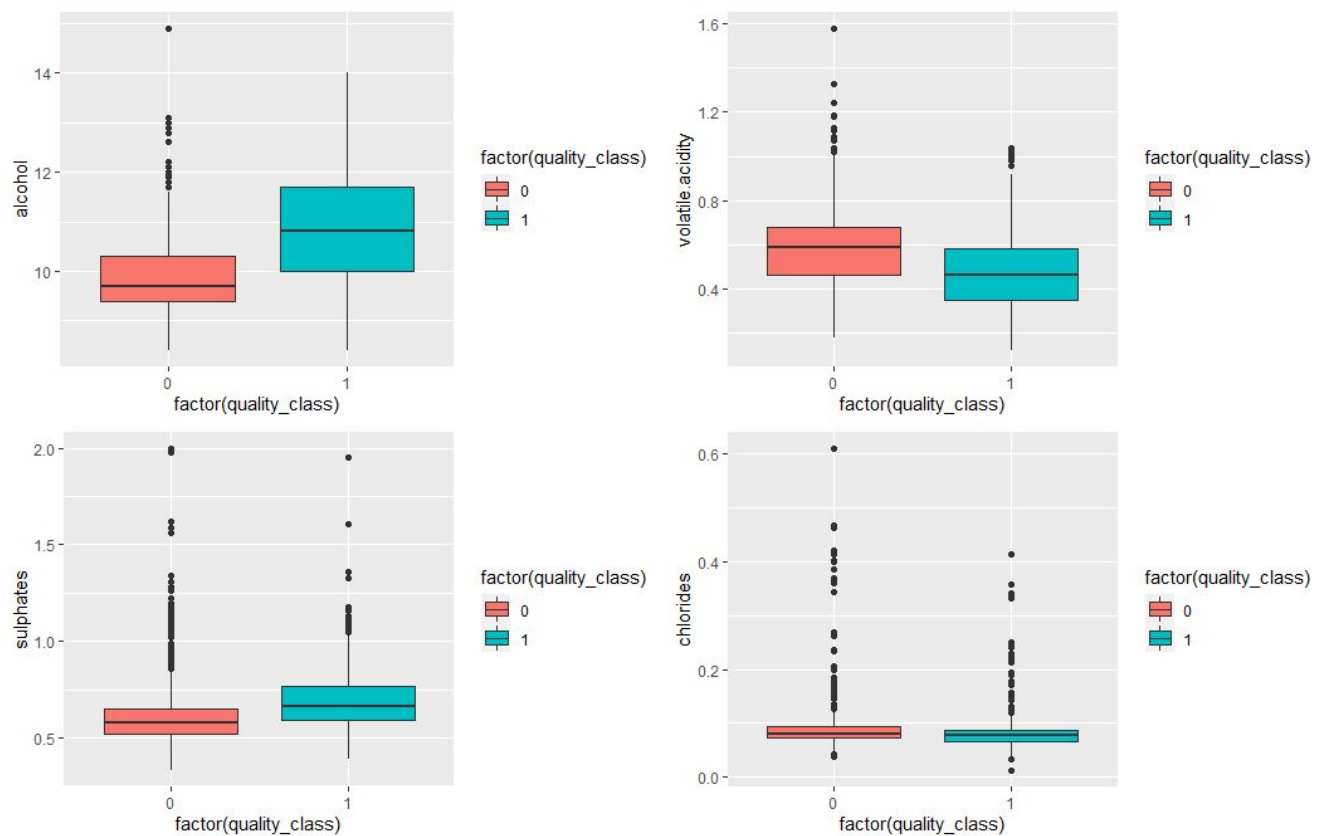 alcohol
14
12
10
0
1
factor(quality_class)
factor(quality_class)
0
1
volatile.acidity
1.6
1.2
0.8
0.4
0
1
factor(quality_class)
factor(quality_class)
0
1
sulphates
2.0
1.5
1.0
0.5
0
1
factor(quality_class)
factor(quality_class)
0
1
chlorides
0.6
0.4
0.2
0.0
0
1
factor(quality_class)
factor(quality_class)
0
1